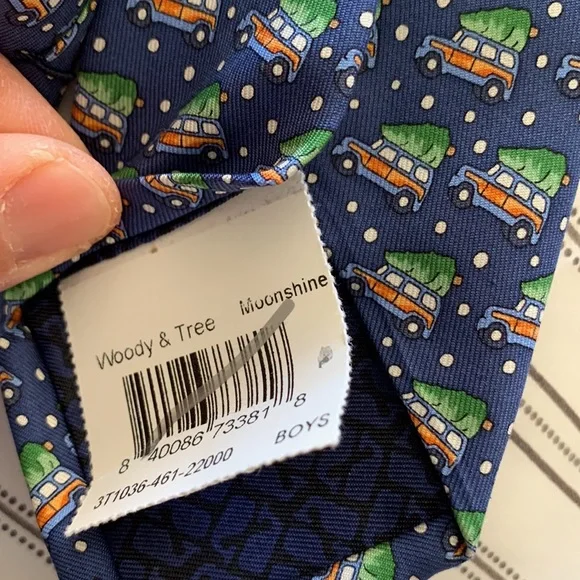 Woody & Tree Moonshine
8 40086 73381 8
3T1036-461-22000 BOYS